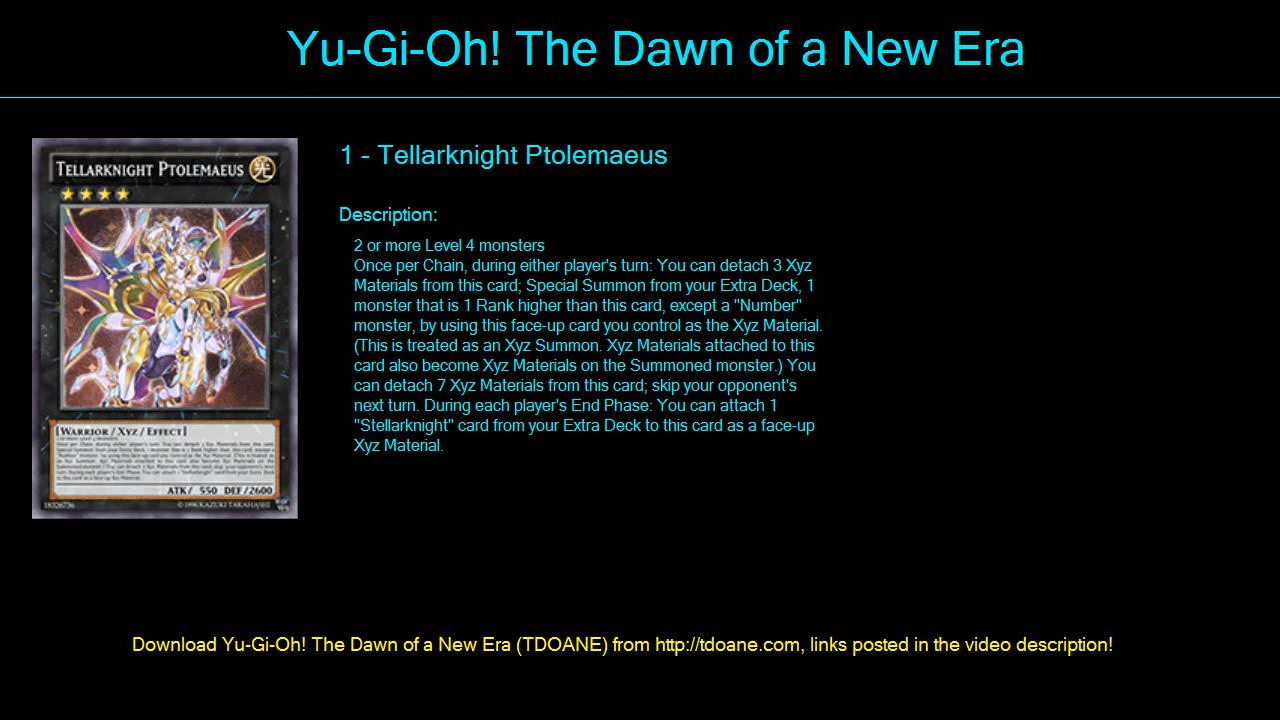 Yu-Gi-Oh! The Dawn of a New Era
TELLARKNIGHT PTOLEMAEUS
光
[WARRIOR / XYZ / EFFECT]
ATK/ 550 DEF/2600
18326736
1 - Tellarknight Ptolemaeus
Description:
2 or more Level 4 monsters
Once per Chain, during either player's turn: You can detach 3 Xyz
Materials from this card; Special Summon from your Extra Deck, 1
monster that is 1 Rank higher than this card, except a "Number"
monster, by using this face-up card you control as the Xyz Material.
(This is treated as an Xyz Summon. Xyz Materials attached to this
card also become Xyz Materials on the Summoned monster.) You
can detach 7 Xyz Materials from this card; skip your opponent's
next turn. During each player's End Phase: You can attach 1
"Stellarknight" card from your Extra Deck to this card as a face-up
Xyz Material.
Download Yu-Gi-Oh! The Dawn of a New Era (TDOANE) from http://tdoane.com, links posted in the video description!